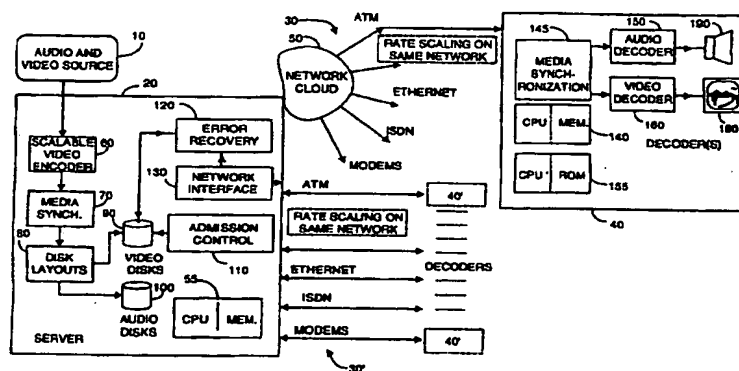 10
AUDIO AND
VIDEO SOURCE
20
SCALABLE
VIDEO
ENCODER
60
MEDIA
SYNCH.
70
80
DISK
LAYOUTS
90
VIDEO
DISKS
100
AUDIO
DISKS
SERVER
120
ERROR
RECOVERY
130
NETWORK
INTERFACE
ADMISSION
CONTROL
110
55
CPU
MEM.
30
50
NETWORK
CLOUD
ATM
RATE SCALING ON
SAME NETWORK
ETHERNET
ISDN
MODEMS
ATM
RATE SCALING ON
SAME NETWORK
ETHERNET
ISDN
MODEMS
30'
40'
DECODERS
40'
145
MEDIA
SYNCH-
RONIZATION
150
AUDIO
DECODER
190
VIDEO
DECODER
160
180
CPU
MEM.
140
DECODER(S)
CPU'
ROM
155
40